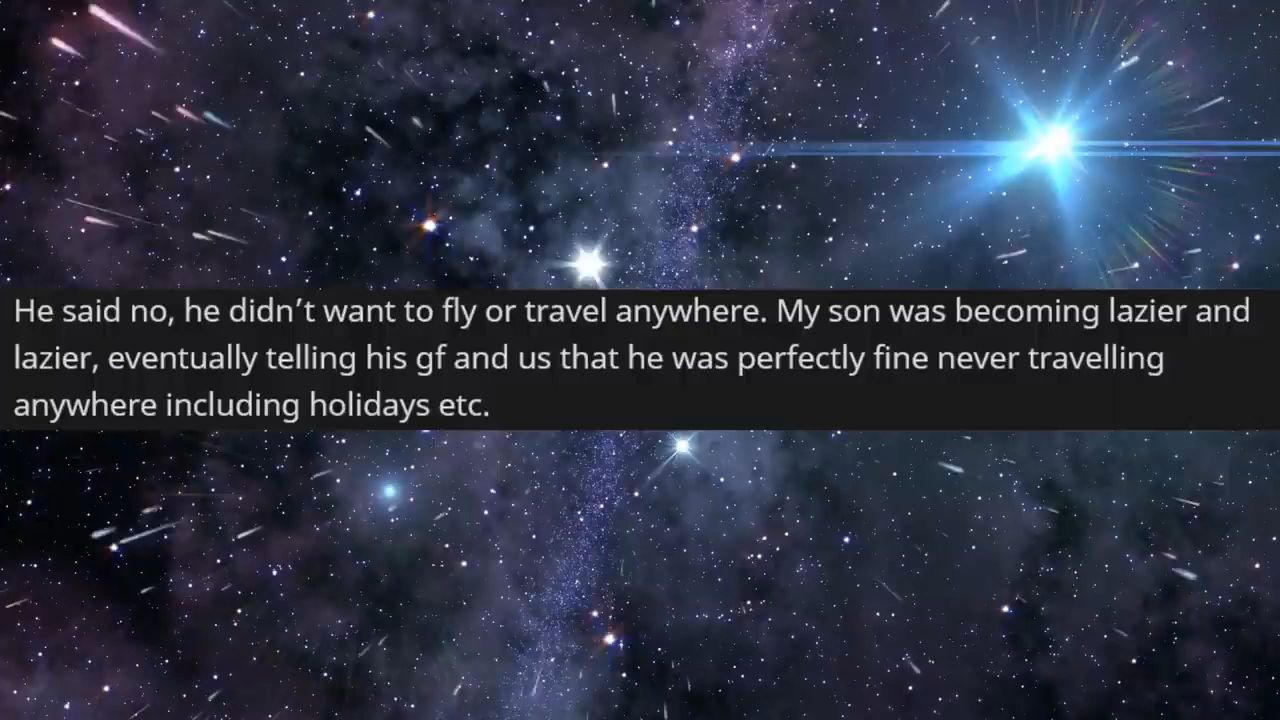 He said no, he didn’t want to fly or travel anywhere. My son was becoming lazier and
lazier, eventually telling his gf and us that he was perfectly fine never travelling
anywhere including holidays etc.